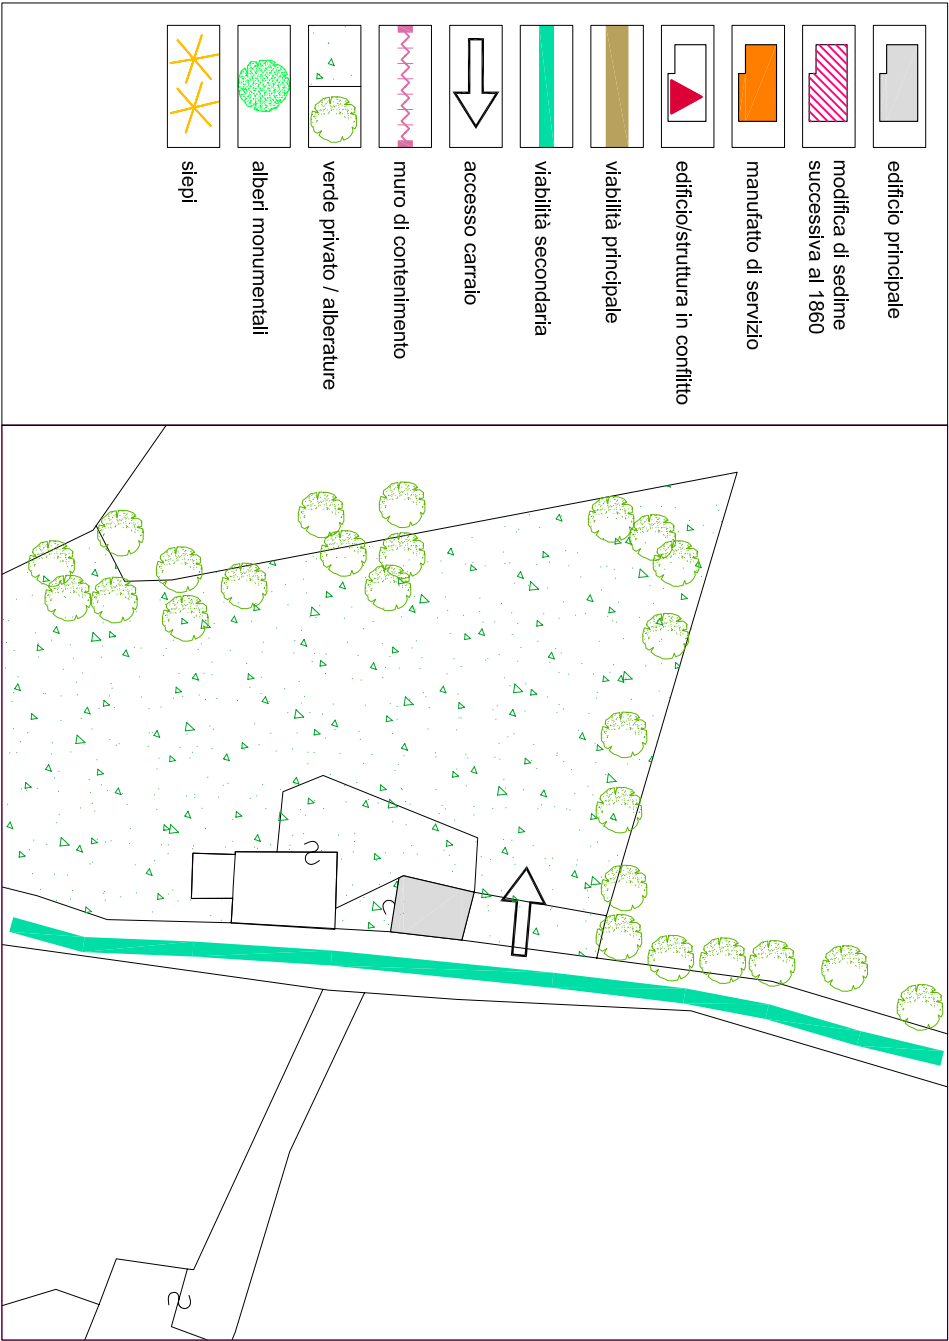 edificio principale
modifica di sedime
successiva al 1860
manufatto di servizio
edificio/struttura in conflitto
viabilità principale
viabilità secondaria
accesso carraio
muro di contenimento
verde privato / alberature
alberi monumentali
siepi